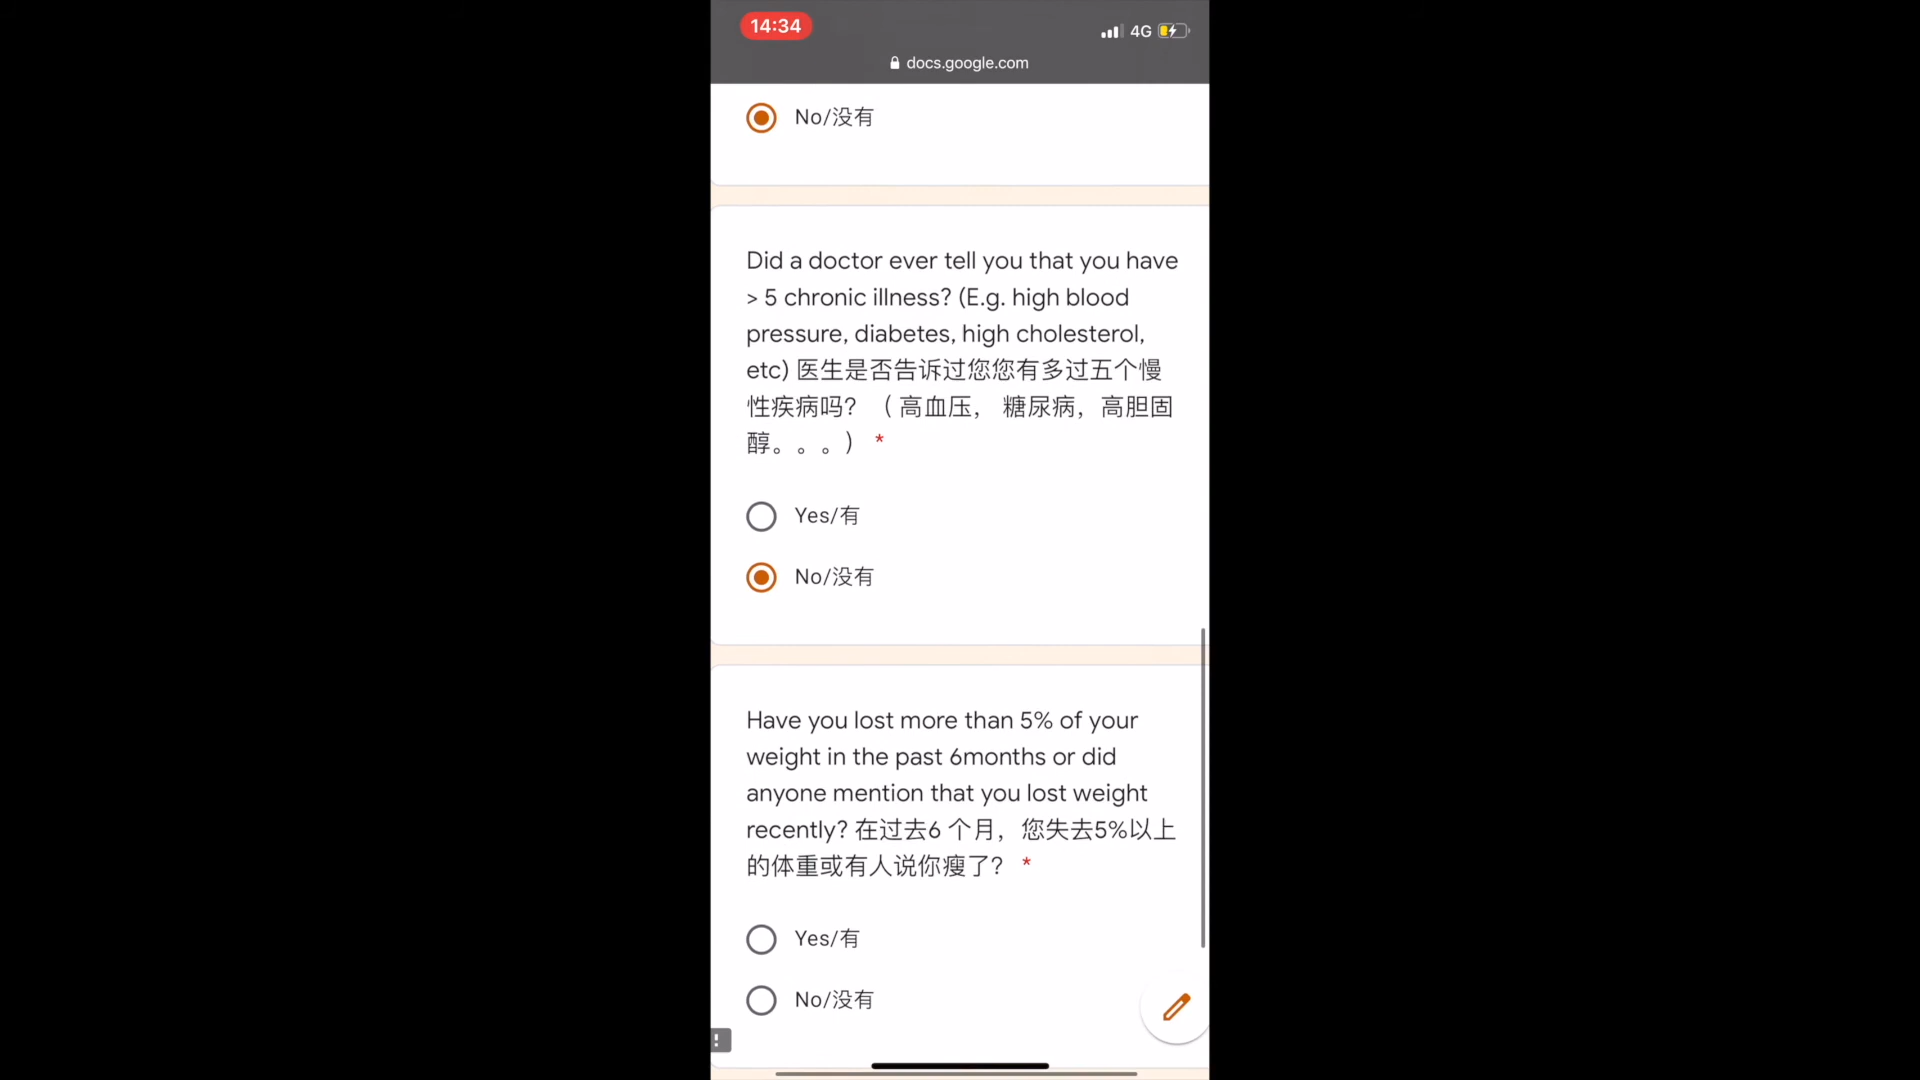 14:34
4G
docs.google.com
No/没有
Did a doctor ever tell you that you have
> 5 chronic illness? (E.g. high blood
pressure, diabetes, high cholesterol,
etc) 医生是否告诉过您您有多过五个慢
性疾病吗？（高血压， 糖尿病，高胆固
醇。。。） *
Yes/有
No/没有
Have you lost more than 5% of your
weight in the past 6months or did
anyone mention that you lost weight
recently? 在过去6 个月，您失去5%以上
的体重或有人说你瘦了？ *
Yes/有
No/没有
!